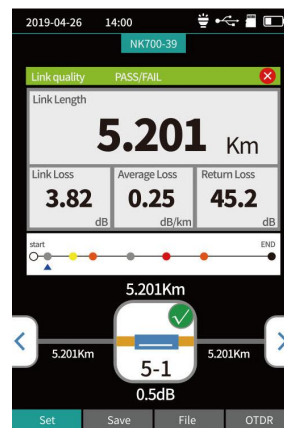 2019-04-26 14:00
NK700-39
Link quality PASS/FAIL
Link Length
5.201 Km
Link Loss Average Loss Return Loss
3.82 0.25 45.2
dB dB/km dB
start END
5.201Km
5.201Km 5.201Km
5-1
0.5dB
Set Save File OTDR